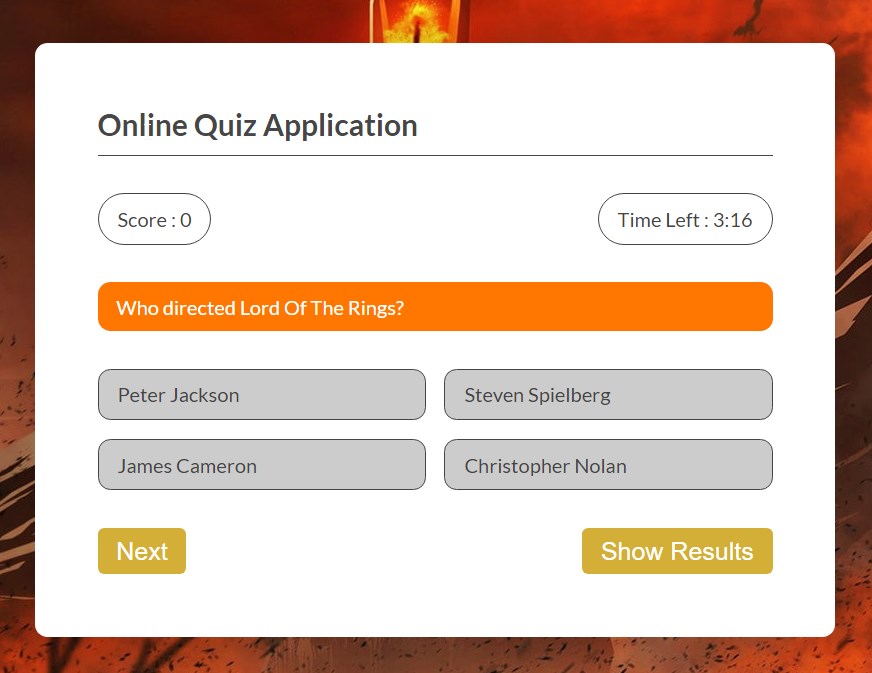 Online Quiz Application
Score : 0
Time Left : 3:16
Who directed Lord Of The Rings?
Peter Jackson
Steven Spielberg
James Cameron
Christopher Nolan
Next
Show Results